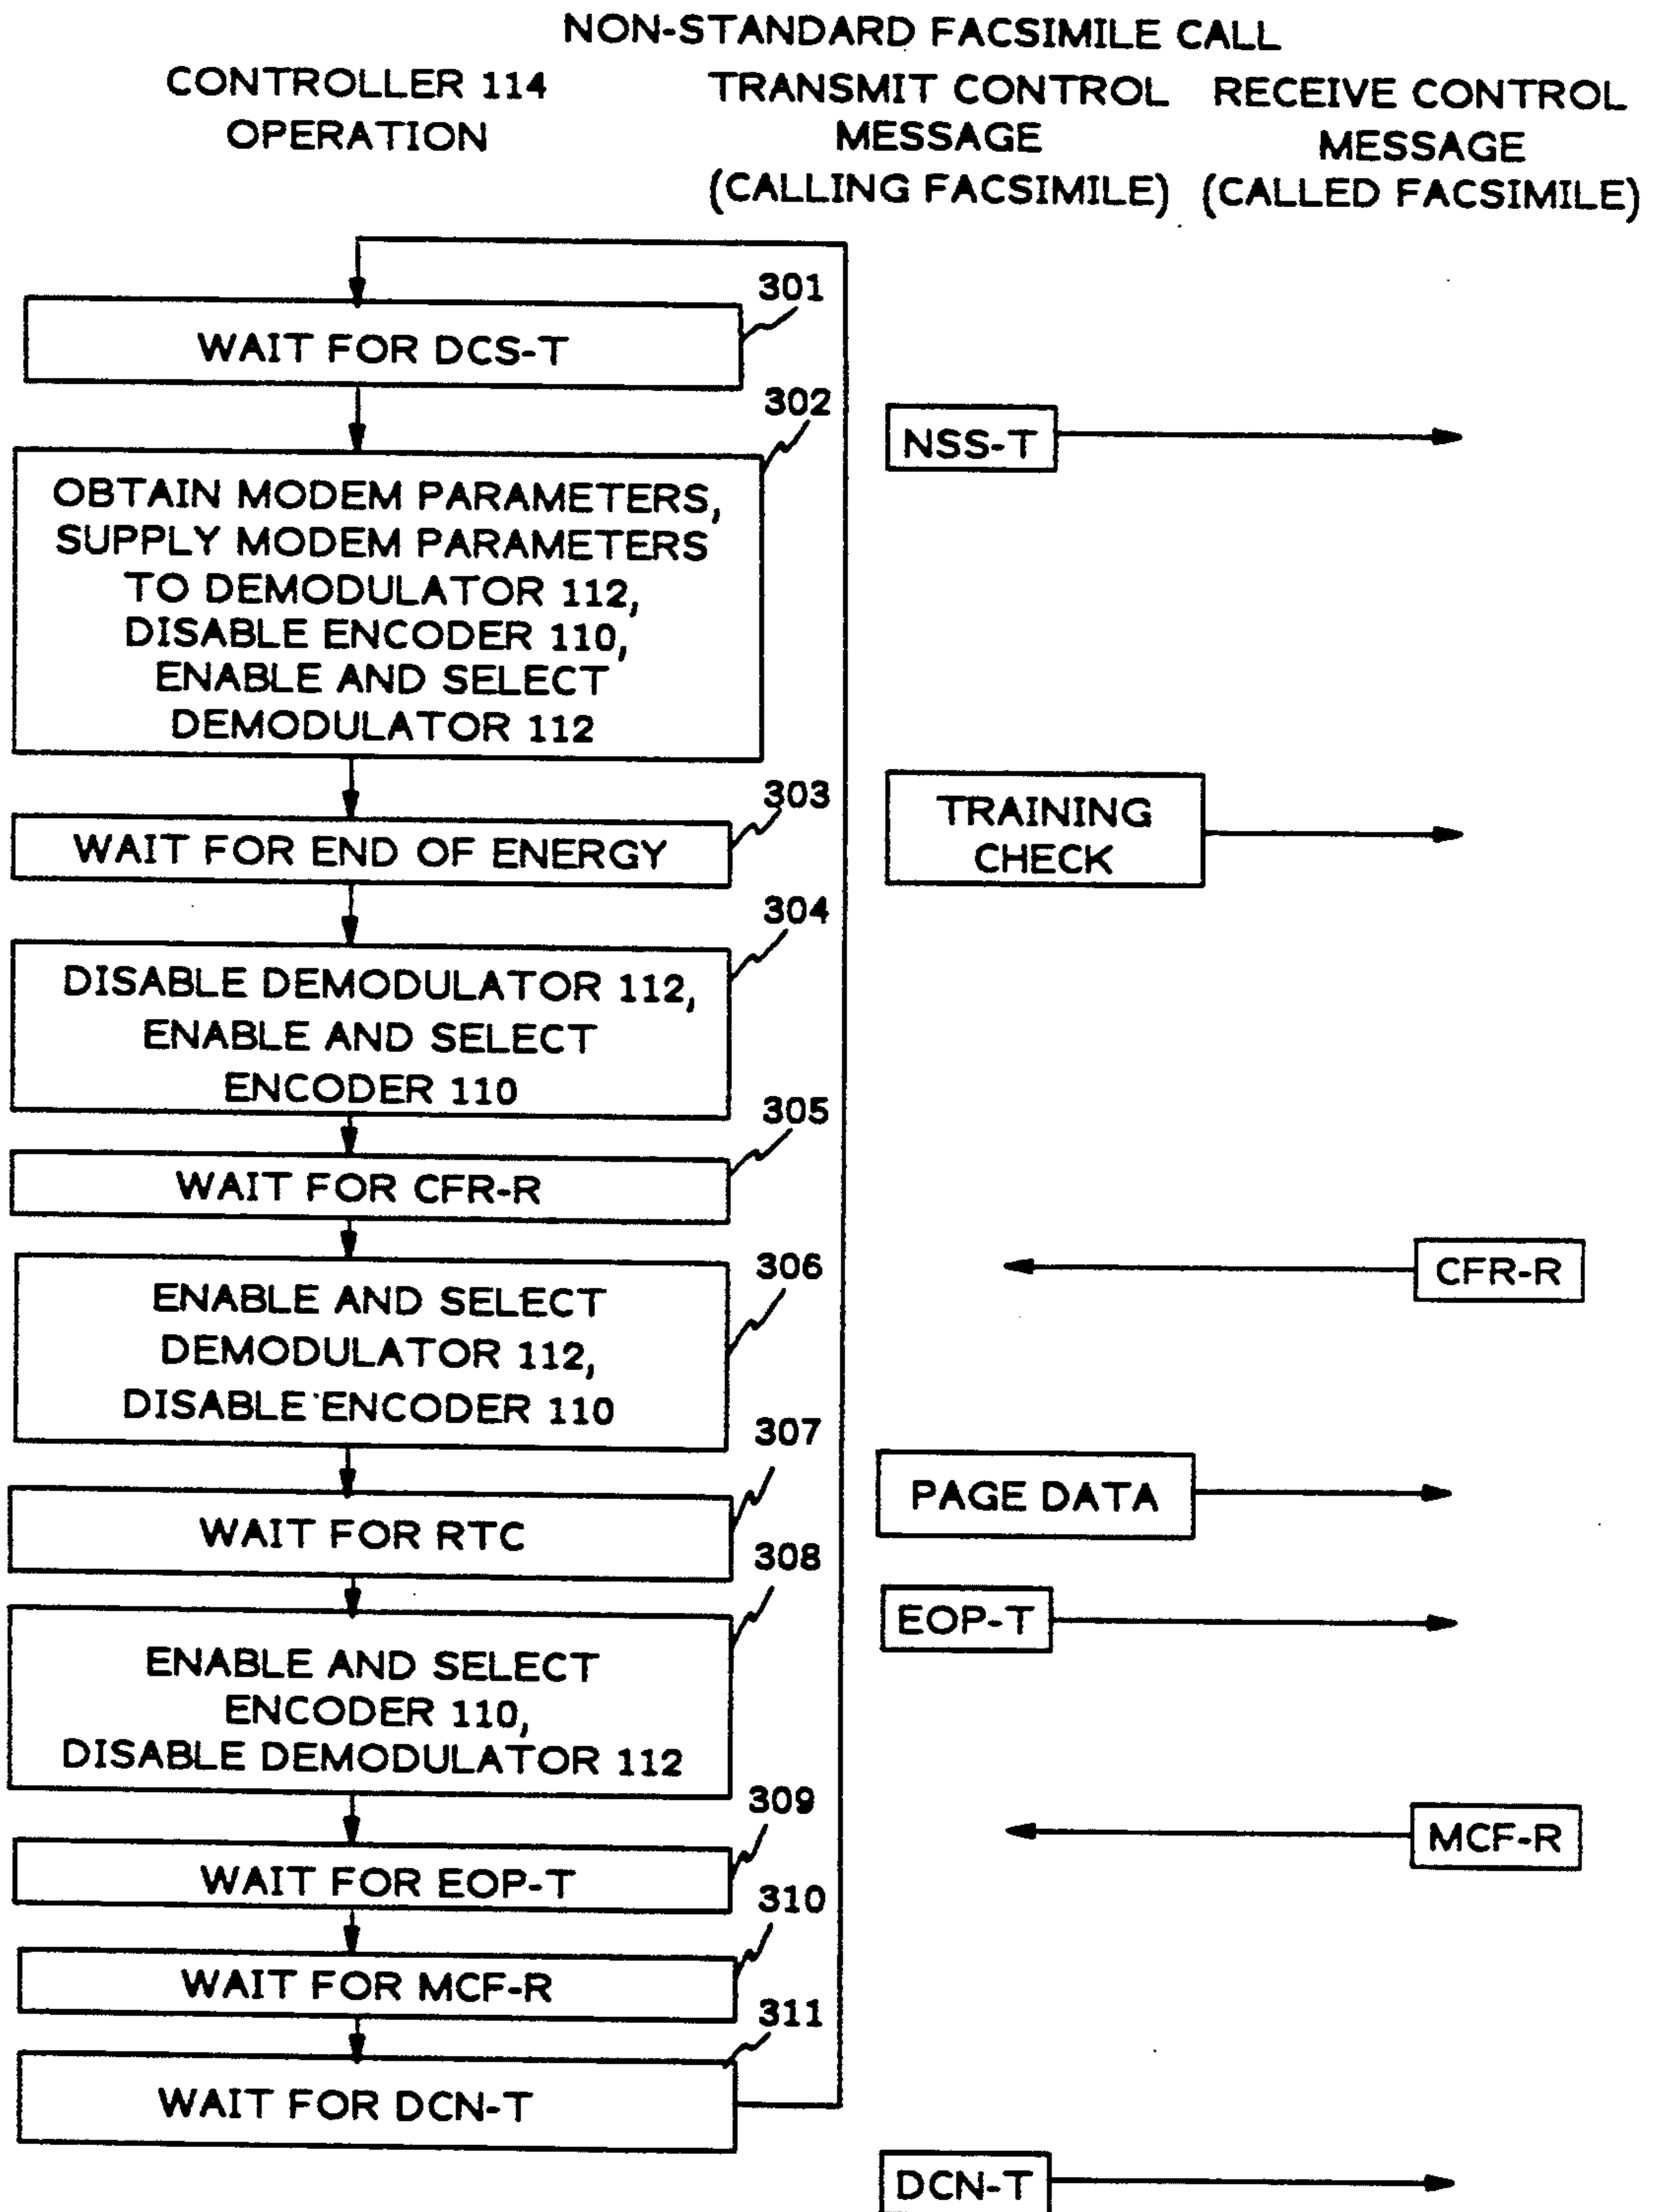 NON-STANDARD FACSIMILE CALL
CONTROLLER 114
OPERATION
TRANSMIT CONTROL
MESSAGE
(CALLING FACSIMILE)
RECEIVE CONTROL
MESSAGE
(CALLED FACSIMILE)
301
WAIT FOR DCS-T
302
NSS-T
OBTAIN MODEM PARAMETERS,
SUPPLY MODEM PARAMETERS
TO DEMODULATOR 112,
DISABLE ENCODER 110,
ENABLE AND SELECT
DEMODULATOR 112
303
WAIT FOR END OF ENERGY
TRAINING
CHECK
304
DISABLE DEMODULATOR 112,
ENABLE AND SELECT
ENCODER 110
305
WAIT FOR CFR-R
306
CFR-R
ENABLE AND SELECT
DEMODULATOR 112,
DISABLE ENCODER 110
307
PAGE DATA
WAIT FOR RTC
308
EOP-T
ENABLE AND SELECT
ENCODER 110,
DISABLE DEMODULATOR 112
309
MCF-R
WAIT FOR EOP-T
310
WAIT FOR MCF-R
311
WAIT FOR DCN-T
DCN-T